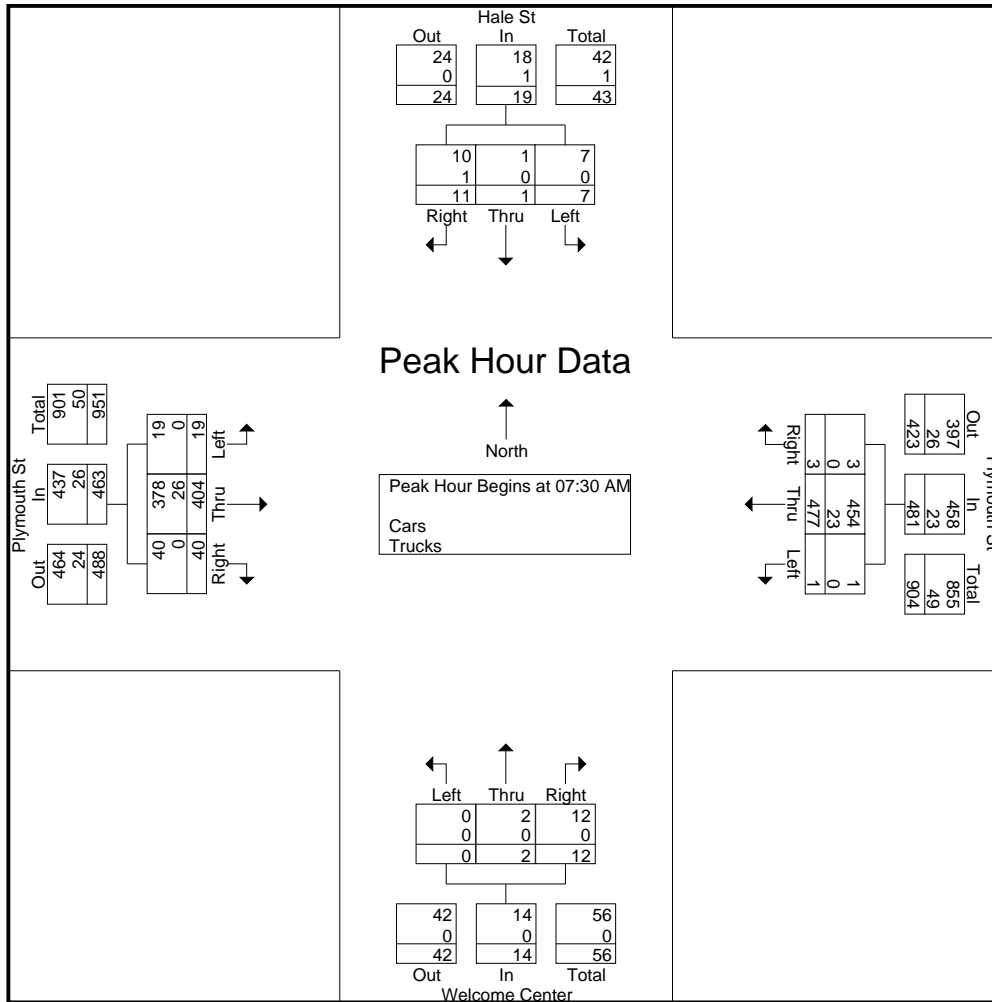 Hale St
Out In Total
24 18 42
0 1 1
24 19 43
10 1 7
1 0 0
11 1 7
Right Thru Left
Peak Hour Data
North
Peak Hour Begins at 07:30 AM
Cars
Trucks
Plymouth St
Total In Out
901 437 464
50 26 24
951 463 488
Left Thru Right
19 378 40
0 26 0
19 404 40
Plymouth St
Out In Total
397 458 855
26 23 49
423 481 904
Right Thru Left
3 454 1
0 23 0
3 477 1
Left Thru Right
0 2 12
0 0 0
0 2 12
42 14 56
0 0 0
42 14 56
Out In Total
Welcome Center